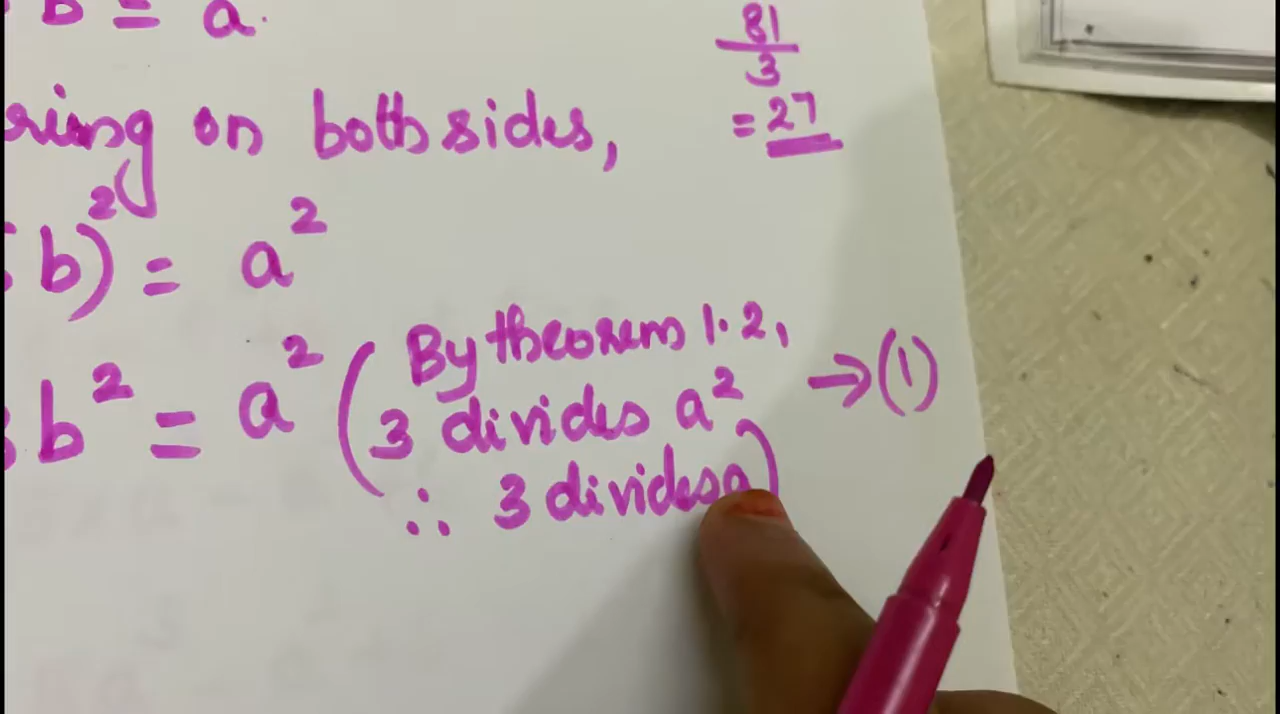 b = a.
81
3
= 27
ring on both sides,
b)² = a²
b² = a² ( By theorem 1.2, → (1)
3 divides a²
∴ 3 divides a)